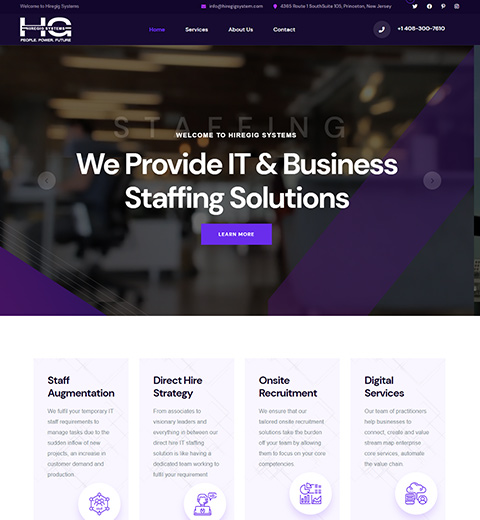 Welcome to Hiregig Systems
info@hiregigsystem.com
4365 Route 1 SouthSuite 105, Princeton, New Jersey
HG
HIREGIG SYSTEMS
PEOPLE. POWER. FUTURE
Home
Services
About Us
Contact
+1 408-300-7610
STAFFING
WELCOME TO HIREGIG SYSTEMS
We Provide IT & Business
Staffing Solutions
LEARN MORE
Staff
Augmentation
We fulfil your temporary IT
staff requirements to
manage tasks due to the
sudden inflow of new
projects, an increase in
customer demand and
production
Direct Hire
Strategy
From associates to
visionary leaders and
everything in between our
direct hire IT staffing
solution is like having a
dedicated team working to
fulfil your requirement
Onsite
Recruitment
We ensure that our
tailored onsite recruitment
solutions take the burden
off your team by allowing
them to focus on your core
competencies
Digital
Services
Our team of practitioners
help businesses to
connect, create and value
stream map enterprise
core services, automate
the value chain.